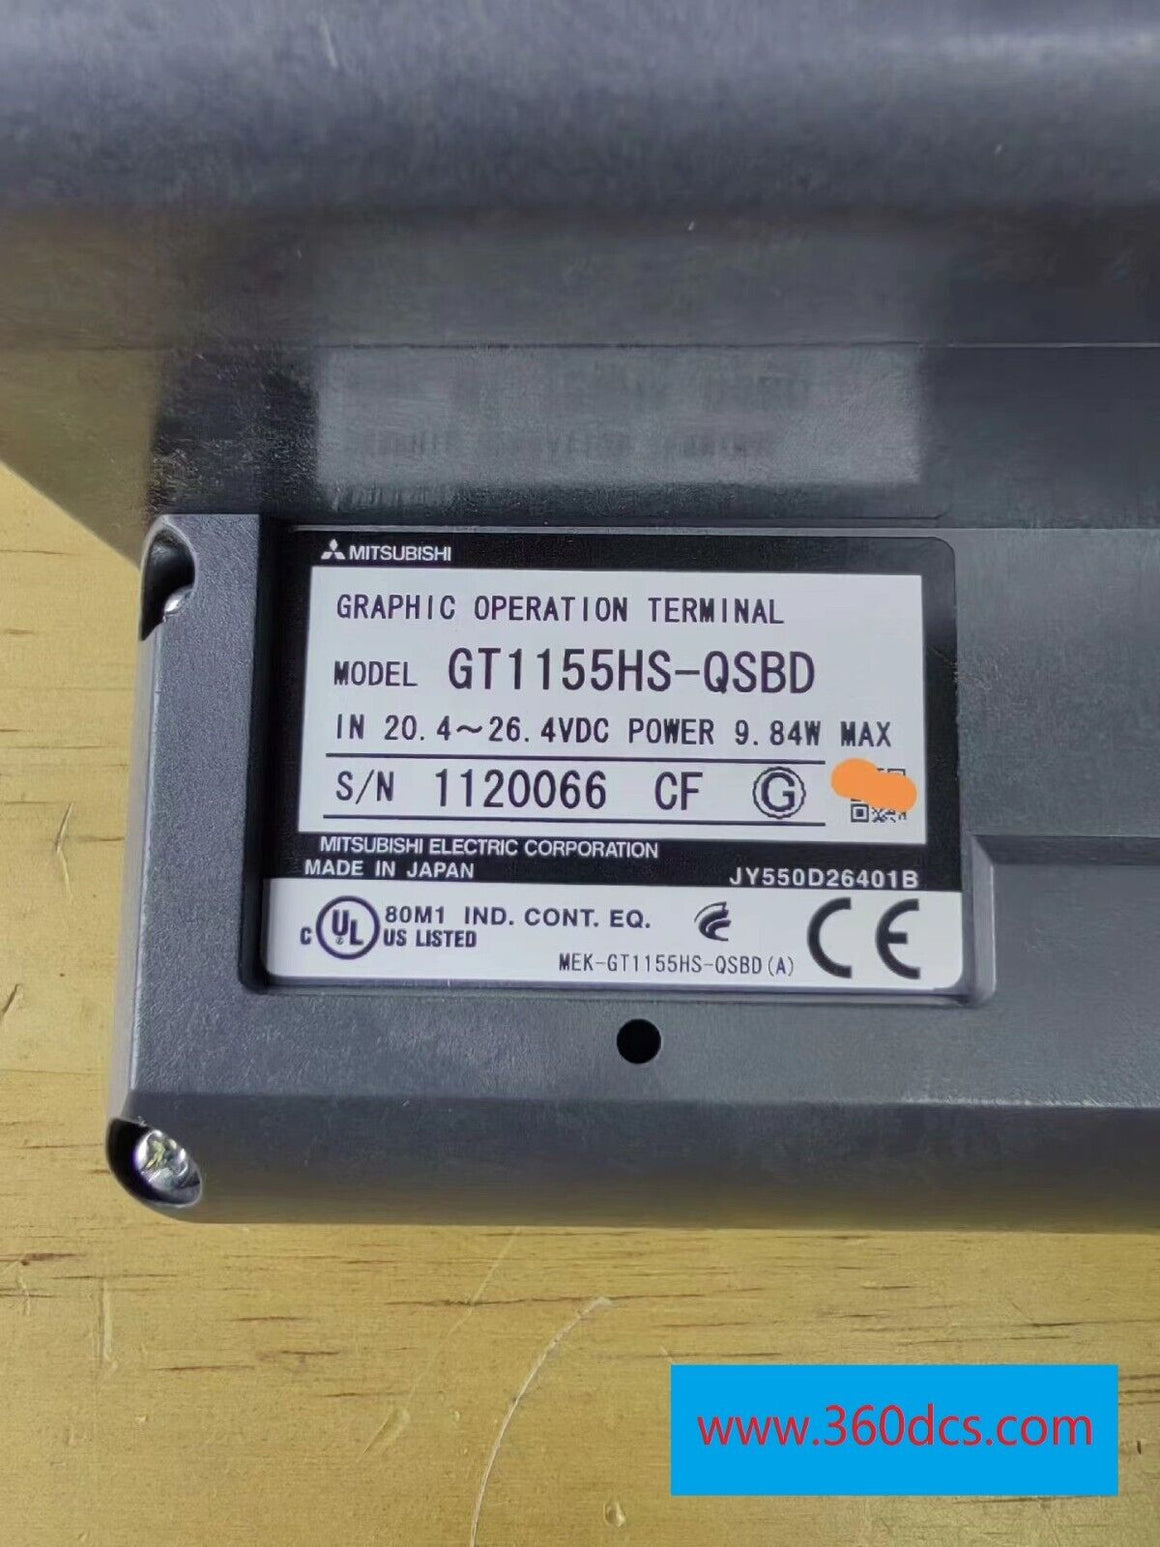 MITSUBISHI
GRAPHIC OPERATION TERMINAL
MODEL GT1155HS-QSBD
IN 20.4~26.4VDC POWER 9.84W MAX
S/N 1120066 CF G
MITSUBISHI ELECTRIC CORPORATION
MADE IN JAPAN JY550D26401B
C UL US LISTED 80M1 IND. CONT. EQ. CE
MEK-GT1155HS-QSBD(A)
www.360dcs.com